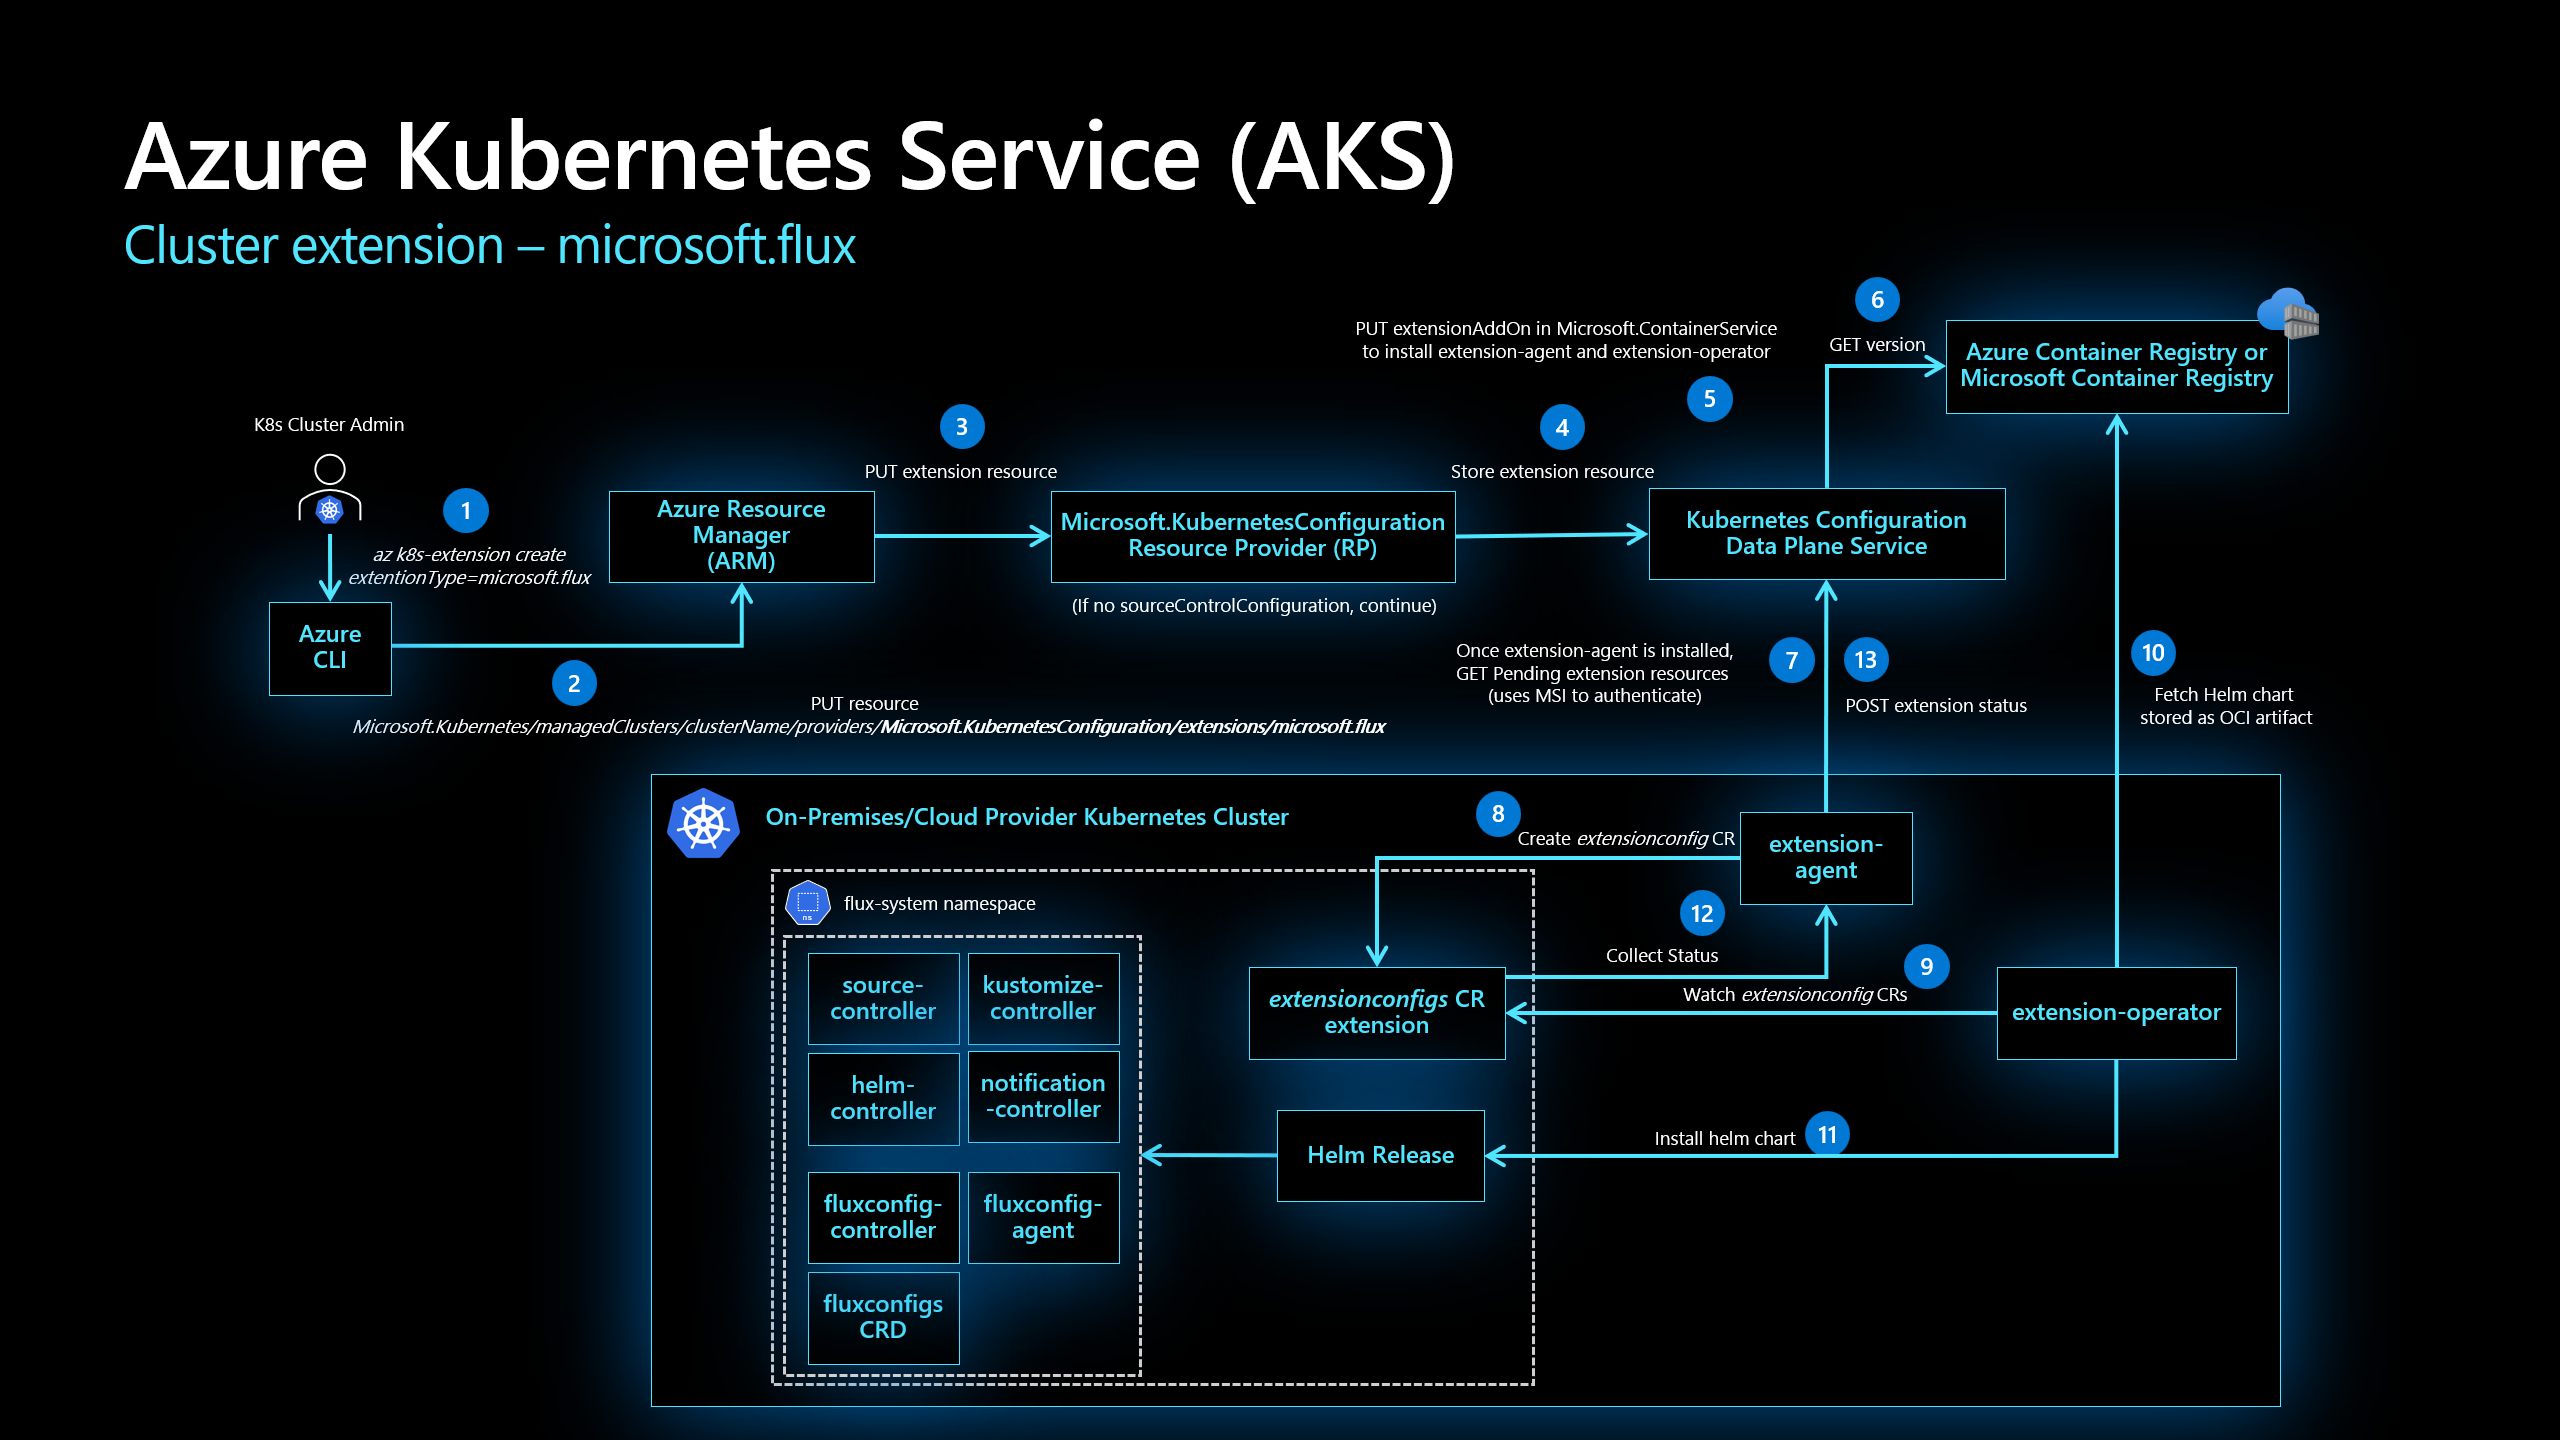 Azure Kubernetes Service (AKS)
Cluster extension – microsoft.flux
K8s Cluster Admin
1
az k8s-extension create
extentionType=microsoft.flux
Azure
CLI
2
PUT resource
Microsoft.Kubernetes/managedClusters/clusterName/providers/Microsoft.KubernetesConfiguration/extensions/microsoft.flux
Azure Resource
Manager
(ARM)
3
PUT extension resource
Microsoft.KubernetesConfiguration
Resource Provider (RP)
(If no sourceControlConfiguration, continue)
4
Store extension resource
PUT extensionAddOn in Microsoft.ContainerService
to install extension-agent and extension-operator
5
Kubernetes Configuration
Data Plane Service
6
GET version
Azure Container Registry or
Microsoft Container Registry
Once extension-agent is installed,
GET Pending extension resources
(uses MSI to authenticate)
7
13
POST extension status
10
Fetch Helm chart
stored as OCI artifact
On-Premises/Cloud Provider Kubernetes Cluster
8
Create extensionconfig CR
extension-
agent
ns
flux-system namespace
12
Collect Status
9
Watch extensionconfig CRs
extensionconfigs CR
extension
extension-operator
source-
controller
kustomize-
controller
helm-
controller
notification
-controller
Helm Release
Install helm chart
11
fluxconfig-
controller
fluxconfig-
agent
fluxconfigs
CRD